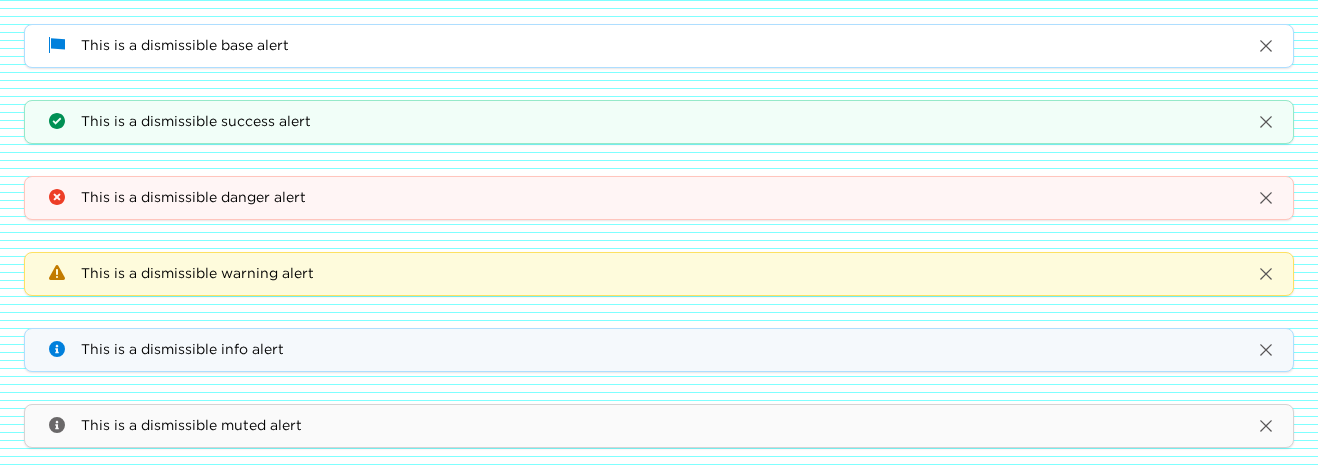 This is a dismissible base alert
This is a dismissible success alert
This is a dismissible danger alert
This is a dismissible warning alert
This is a dismissible info alert
This is a dismissible muted alert